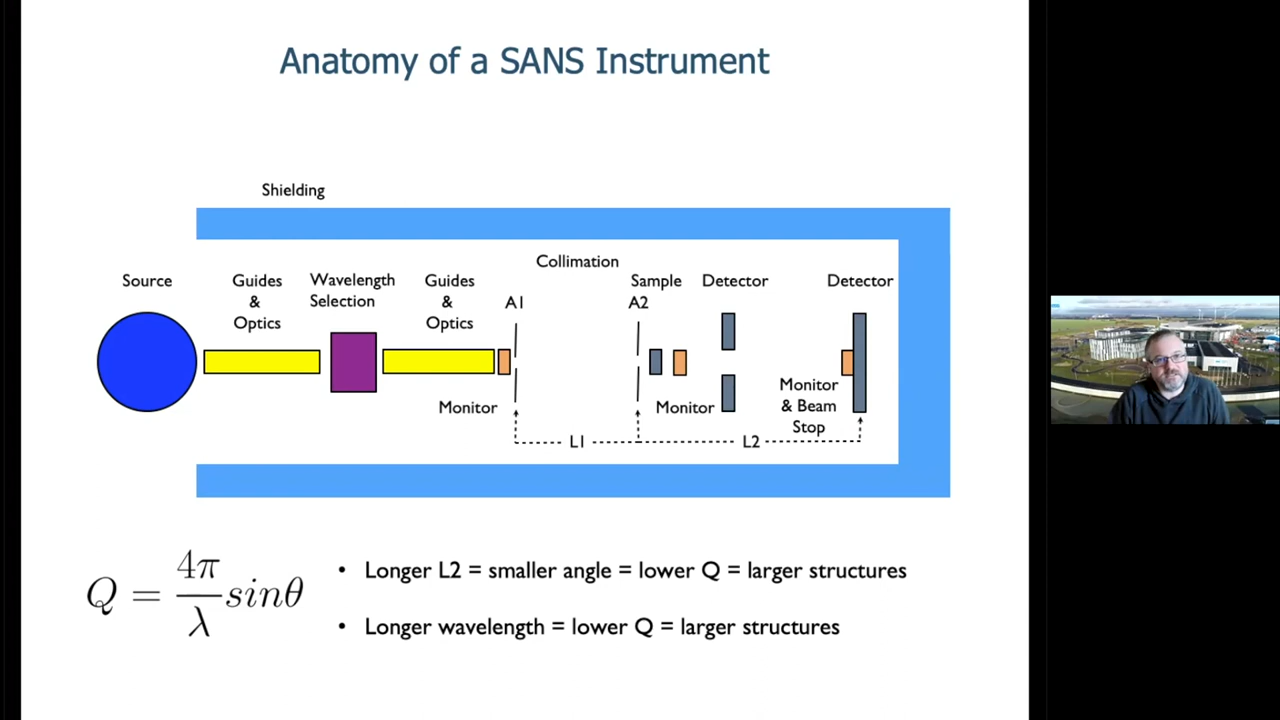 Anatomy of a SANS Instrument
Shielding
Collimation
Source
Guides
&
Optics
Wavelength
Selection
Guides
&
Optics
A1
Sample
A2
Detector
Detector
Monitor
Monitor
Monitor
& Beam
Stop
L1
L2
Q = 4π/λ sinθ
• Longer L2 = smaller angle = lower Q = larger structures
• Longer wavelength = lower Q = larger structures